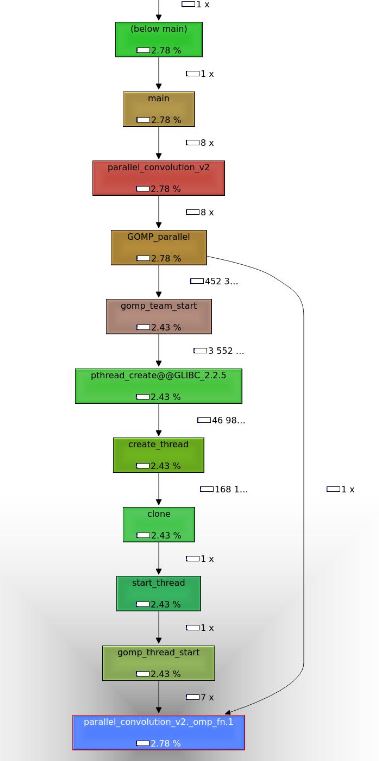 1 x
(below main)
2.78 %
1 x
main
2.78 %
8 x
parallel_convolution_v2
2.78 %
8 x
GOMP_parallel
2.78 %
452 3...
gomp_team_start
2.43 %
3 552 ...
pthread_create@@GLIBC_2.2.5
2.43 %
46 98...
create_thread
2.43 %
168 1...
1 x
clone
2.43 %
1 x
start_thread
2.43 %
1 x
gomp_thread_start
2.43 %
7 x
parallel_convolution_v2._omp_fn.1
2.78 %